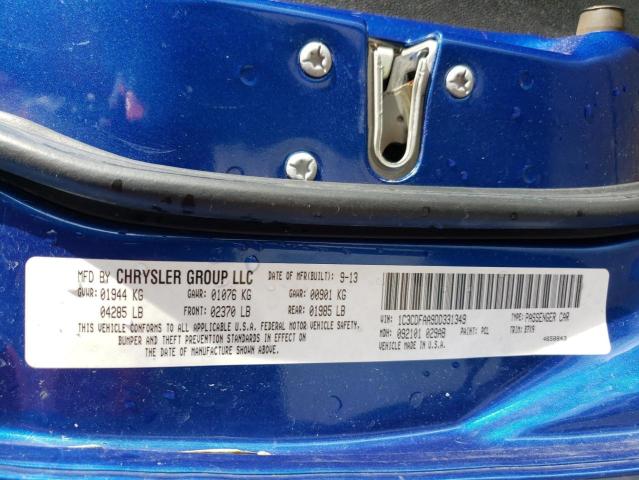 MFD BY CHRYSLER GROUP LLC DATE OF MFR(BUILT): 9-13
GVWR:01944 KG GAWR:01076 KG GAWR:00901 KG
04285 LB FRONT: 02370 LB REAR: 01985 LB
THIS VEHICLE CONFORMS TO ALL APPLICABLE U.S.A. FEDERAL MOTOR VEHICLE SAFETY,
BUMPER AND THEFT PREVENTION STANDARDS IN EFFECT ON
THE DATE OF MANUFACTURE SHOWN ABOVE.
VIN: 1C3CDFAA9DD331349 TYPE: PASSENGER CAR
MDH: 092101 029AB PAINT: PCL TRIM: B7X9
VEHICLE MADE IN U.S.A. 4658843